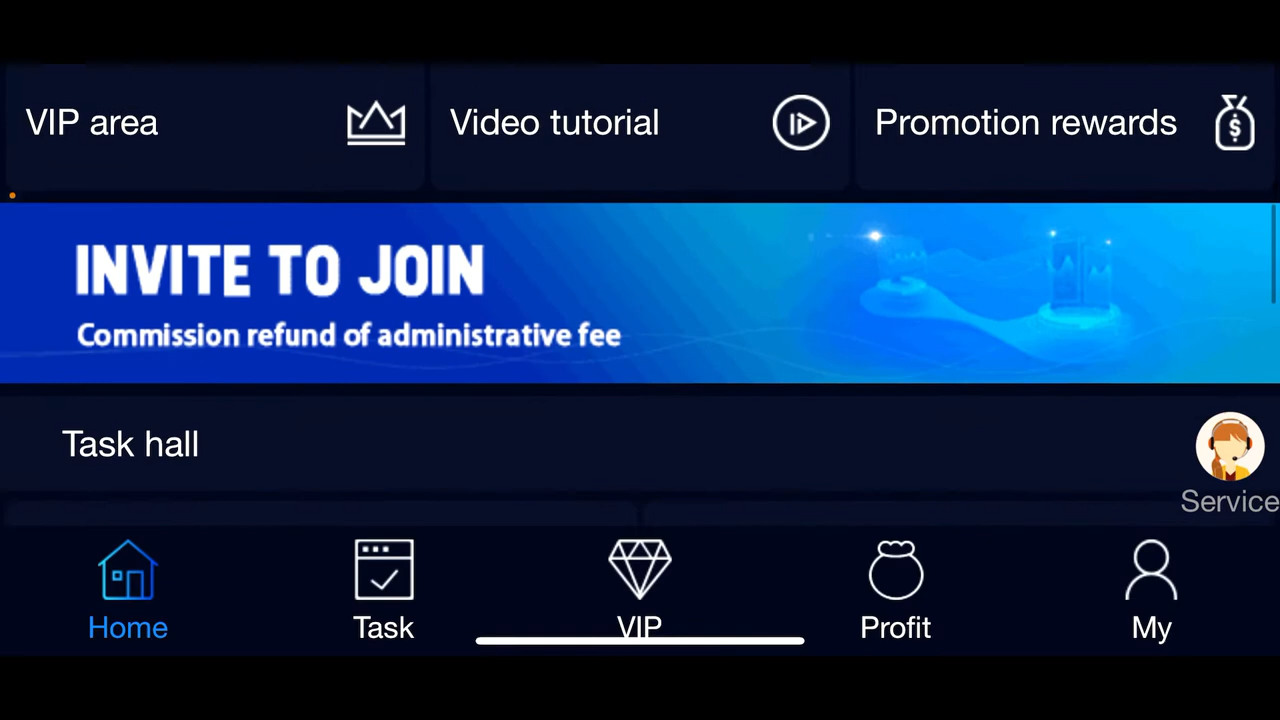 VIP area
Video tutorial
Promotion rewards
INVITE TO JOIN
Commission refund of administrative fee
Task hall
Service
Home
Task
VIP
Profit
My